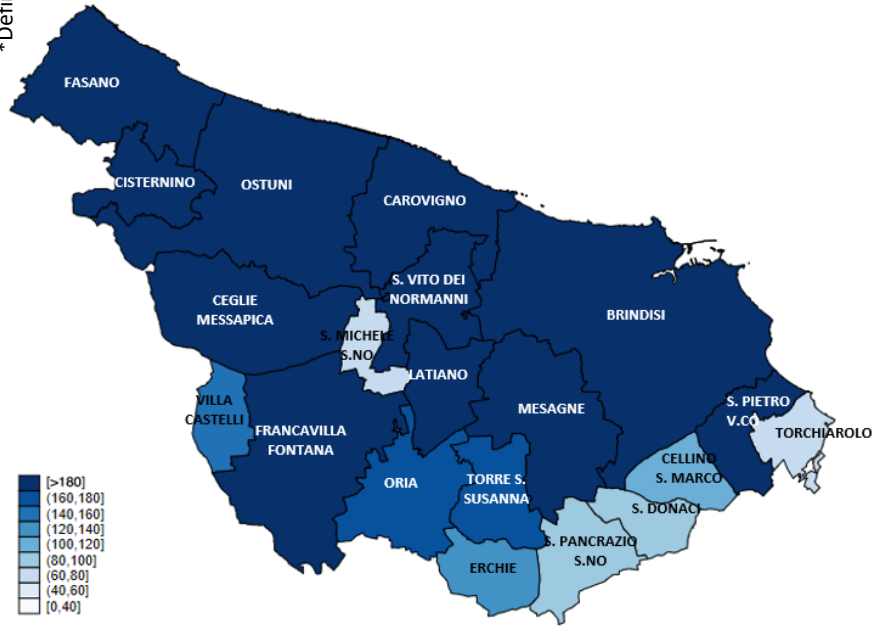 *Defi
FASANO
CISTERNINO
OSTUNI
CAROVIGNO
S. VITO DEI
NORMANNI
CEGLIE
MESSAPICA
BRINDISI
S. MICHELE
S.NO
LATIANO
MESAGNE
S. PIETRO
V.CO
TORCHIAROLO
VILLA
CASTELLI
FRANCAVILLA
FONTANA
CELLINO
S. MARCO
ORIA
TORRE S.
SUSANNA
S. DONACI
S. PANCRAZIO
S.NO
ERCHIE
[>180]
(160,180]
(140,160]
(120,140]
(100,120]
(80,100]
(60,80]
(40,60]
[0,40]